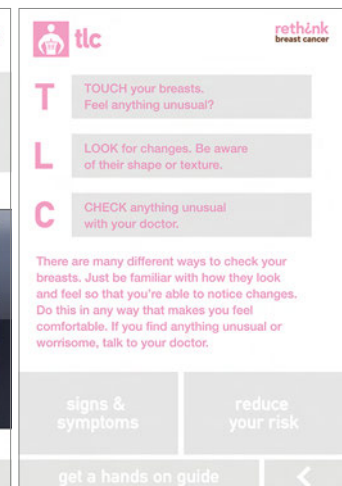 tlc
rethink
breast cancer
T
TOUCH your breasts.
Feel anything unusual?
L
LOOK for changes. Be aware
of their shape or texture.
C
CHECK anything unusual
with your doctor.
There are many different ways to check your
breasts. Just be familiar with how they look
and feel so that you're able to notice changes.
Do this in any way that makes you feel
comfortable. If you find anything unusual or
worrisome, talk to your doctor.
signs &
symptoms
reduce
your risk
get a hands on guide